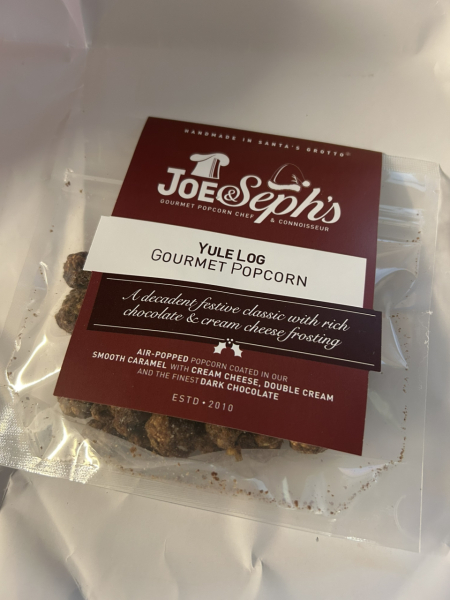 HANDMADE IN SANTA'S GROTTO
JOE & Seph's
GOURMET POPCORN CHEF & CONNOISSEUR
YULE LOG
GOURMET POPCORN
A decadent festive classic with rich
chocolate & cream cheese frosting
AIR-POPPED POPCORN COATED IN OUR
SMOOTH CARAMEL WITH CREAM CHEESE, DOUBLE CREAM
AND THE FINEST DARK CHOCOLATE
ESTD • 2010